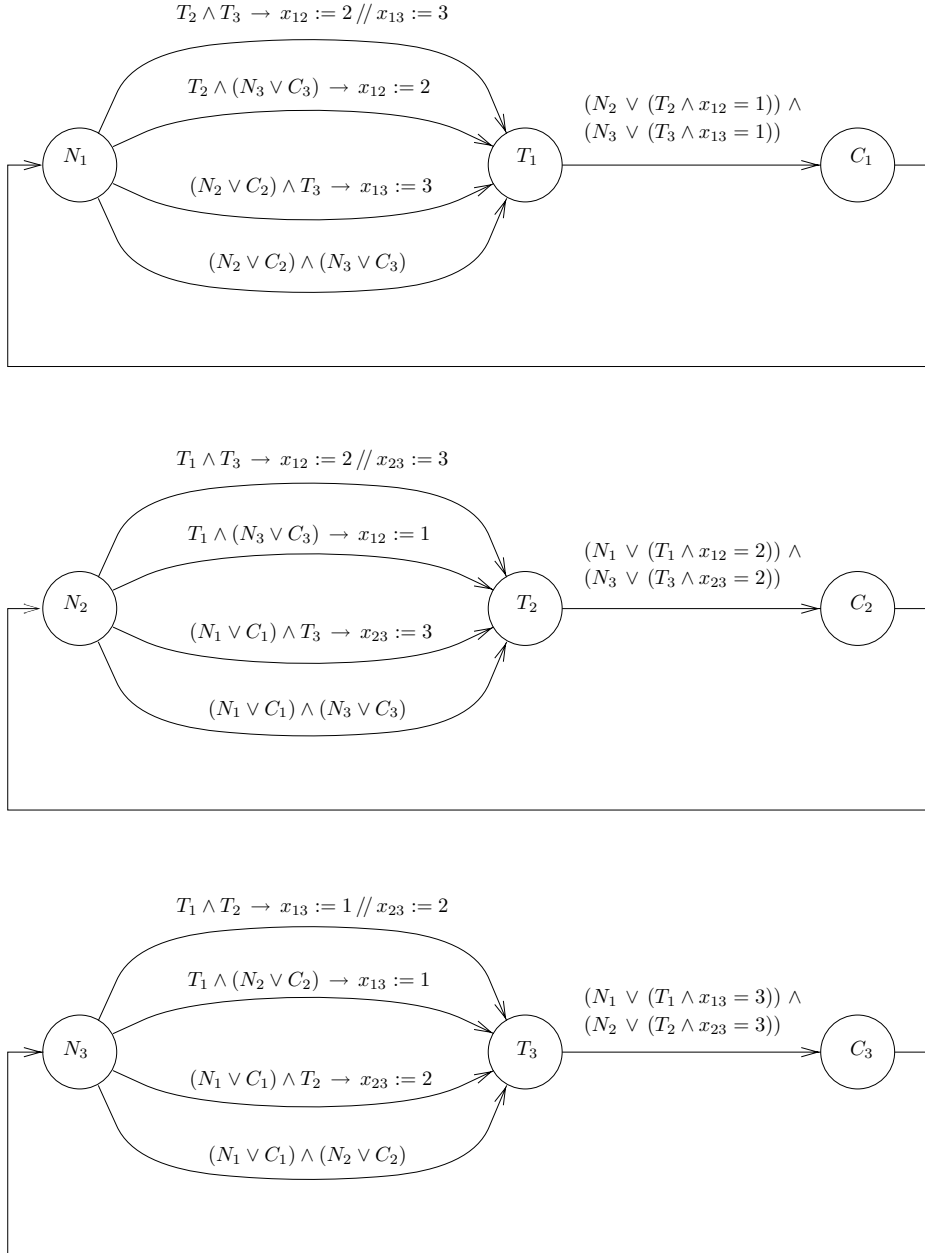 T₂ ∧ T₃ → x₁₂ := 2 // x₁₃ := 3
T₂ ∧ (N₃ ∨ C₃) → x₁₂ := 2
(N₂ ∨ (T₂ ∧ x₁₂ = 1)) ∧
(N₃ ∨ (T₃ ∧ x₁₃ = 1))
N₁
T₁
C₁
(N₂ ∨ C₂) ∧ T₃ → x₁₃ := 3
(N₂ ∨ C₂) ∧ (N₃ ∨ C₃)
T₁ ∧ T₃ → x₁₂ := 2 // x₂₃ := 3
T₁ ∧ (N₃ ∨ C₃) → x₁₂ := 1
(N₁ ∨ (T₁ ∧ x₁₂ = 2)) ∧
(N₃ ∨ (T₃ ∧ x₂₃ = 2))
N₂
T₂
C₂
(N₁ ∨ C₁) ∧ T₃ → x₂₃ := 3
(N₁ ∨ C₁) ∧ (N₃ ∨ C₃)
T₁ ∧ T₂ → x₁₃ := 1 // x₂₃ := 2
T₁ ∧ (N₂ ∨ C₂) → x₁₃ := 1
(N₁ ∨ (T₁ ∧ x₁₃ = 3)) ∧
(N₂ ∨ (T₂ ∧ x₂₃ = 3))
N₃
T₃
C₃
(N₁ ∨ C₁) ∧ T₂ → x₂₃ := 2
(N₁ ∨ C₁) ∧ (N₂ ∨ C₂)